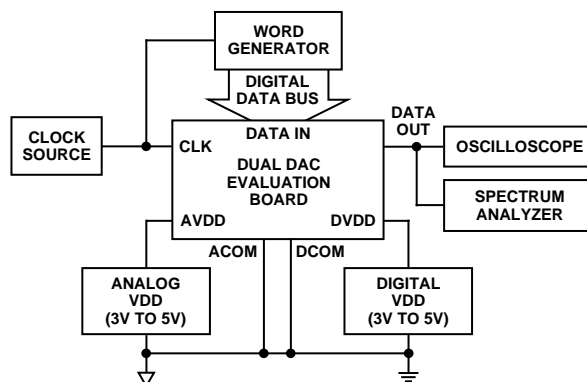 WORD
GENERATOR
DIGITAL
DATA BUS
DATA
OUT
CLOCK
SOURCE
CLK
DATA IN
DUAL DAC
EVALUATION
BOARD
OSCILLOSCOPE
SPECTRUM
ANALYZER
AVDD
DVDD
ACOM
DCOM
ANALOG
VDD
(3V TO 5V)
DIGITAL
VDD
(3V TO 5V)